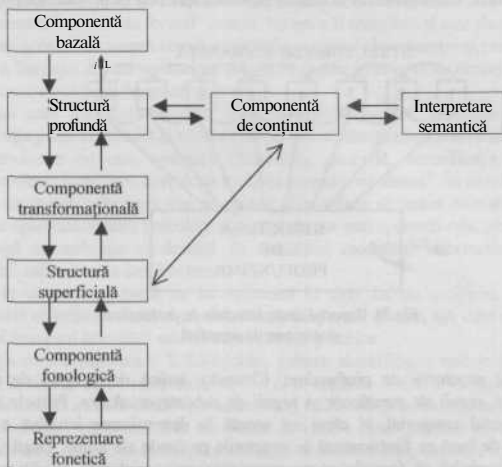 Componentă
bazală
Structură
profundă
Componentă
de conținut
Interpretare
semantică
Componentă
transformațională
Structură
superficială
Componentă
fonologică
Reprezentare
fonetică